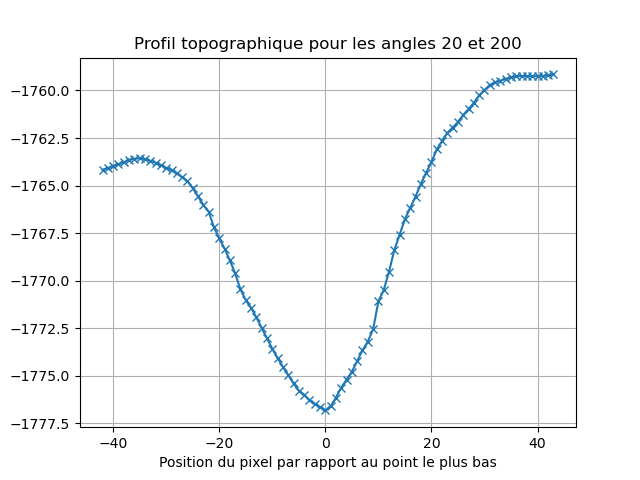 Profil topographique pour les angles 20 et 200
−1760.0
−1762.5
−1765.0
−1767.5
−1770.0
−1772.5
−1775.0
−1777.5
−40 −20 0 20 40
Position du pixel par rapport au point le plus bas